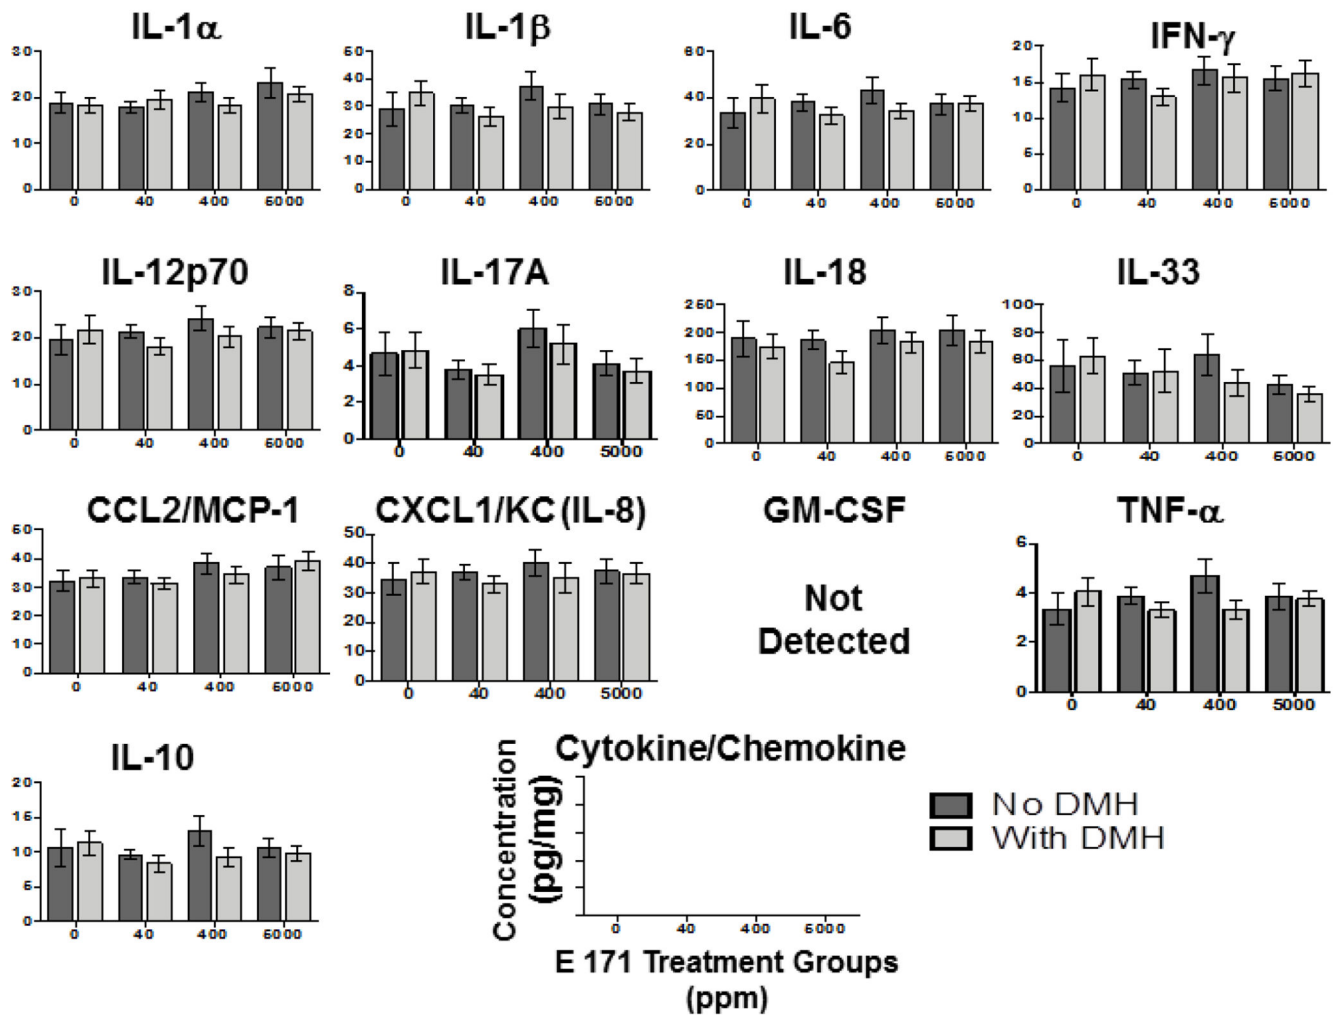 IL-1α
30
20
10
0
0 40 400 5000
IL-1β
60
50
40
30
20
10
0
0 40 400 5000
IL-6
60
40
20
0
0 40 400 5000
IFN-γ
20
15
10
5
0
0 40 400 5000
IL-12p70
30
20
10
0
0 40 400 5000
IL-17A
8
6
4
2
0
0 40 400 5000
IL-18
250
200
150
100
50
0
0 40 400 5000
IL-33
100
80
60
40
20
0
0 40 400 5000
CCL2/MCP-1
50
40
30
20
10
0
0 40 400 5000
CXCL1/KC (IL-8)
50
40
30
20
10
0
0 40 400 5000
GM-CSF
Not
Detected
TNF-α
6
4
2
0
0 40 400 5000
IL-10
20
15
10
5
0
0 40 400 5000
Cytokine/Chemokine
Concentration
(pg/mg)
0 40 400 5000
E 171 Treatment Groups
(ppm)
No DMH
With DMH